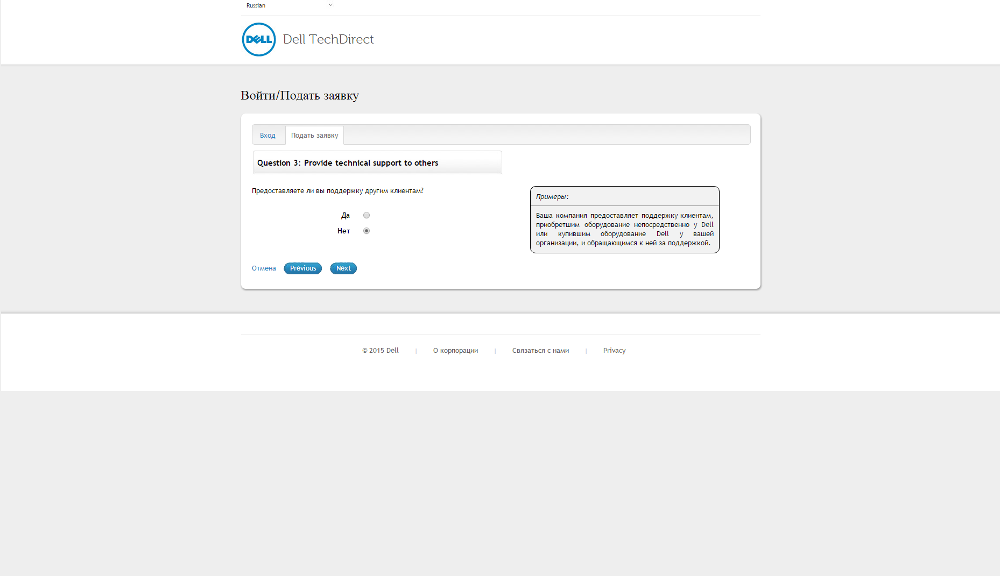 Russian
DELL
Dell TechDirect
Войти/Подать заявку
Вход
Подать заявку
Question 3: Provide technical support to others
Предоставляете ли вы поддержку другим клиентам?
Да
Нет
Примеры:
Ваша компания предоставляет поддержку клиентам,
приобретшим оборудование непосредственно у Dell
или купившим оборудование Dell у вашей
организации, и обращающимся к ней за поддержкой.
Отмена
Previous
Next
© 2015 Dell | О корпорации | Связаться с нами | Privacy